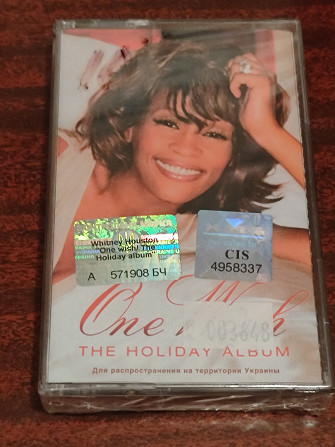 Whitney Houston
"One wish/ The
Holiday album"
А 571908 БЧ
CIS
4958337
One Wish
0036484
THE HOLIDAY ALBUM
Для распространения на территории Украины